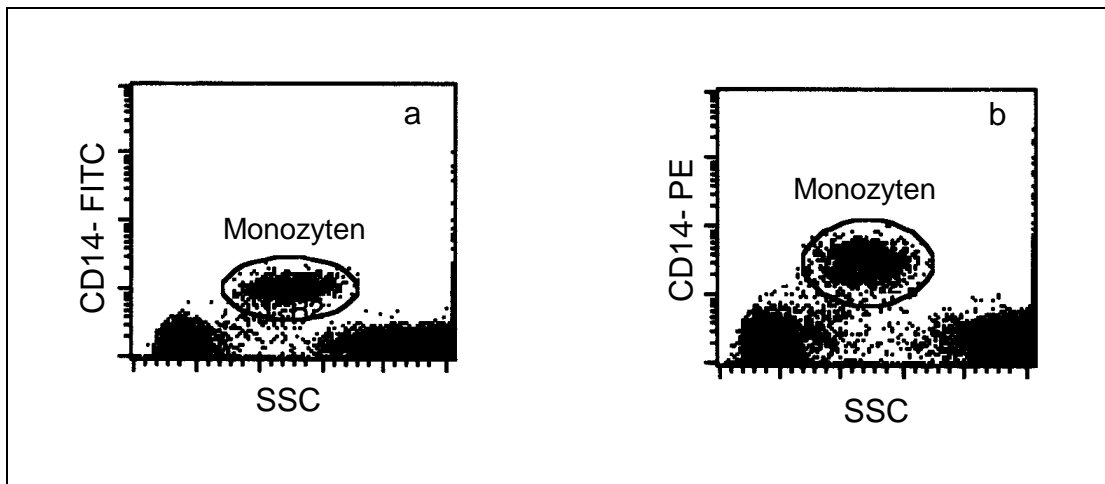 a
CD14- FITC
Monozyten
SSC
b
CD14- PE
Monozyten
SSC